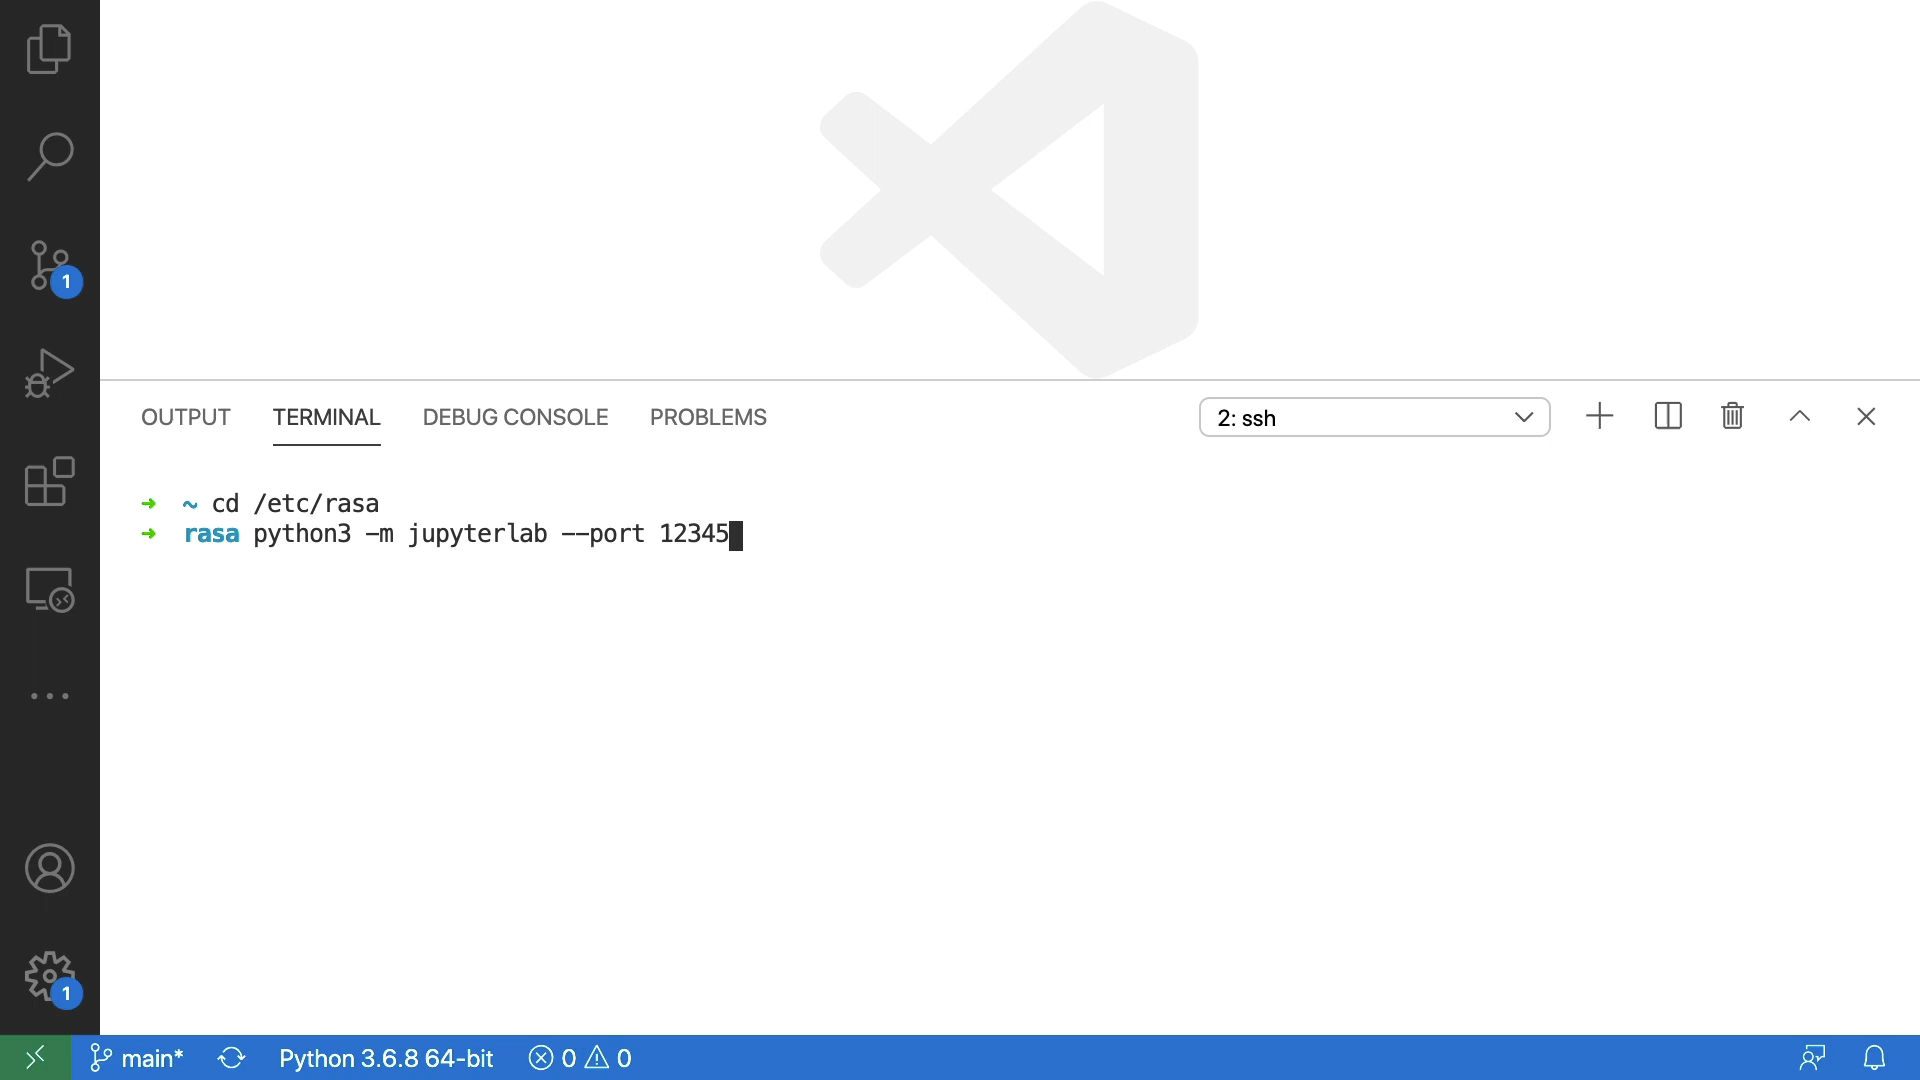 1
OUTPUT TERMINAL DEBUG CONSOLE PROBLEMS 2: ssh
➜ ~ cd /etc/rasa
➜ rasa python3 -m jupyterlab --port 12345
1
main* Python 3.6.8 64-bit 0 0